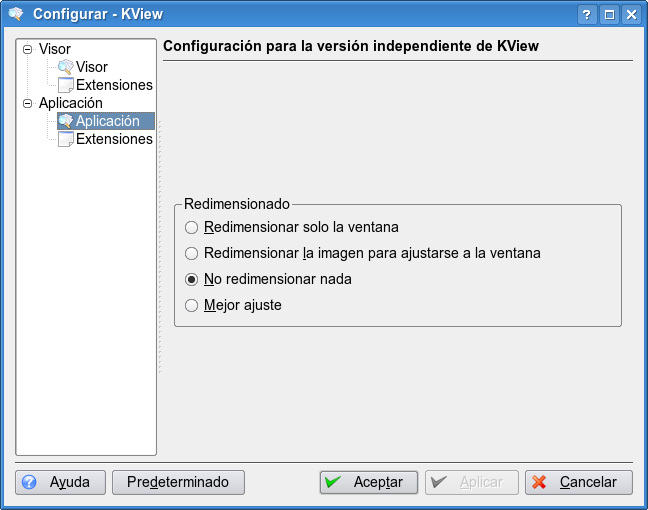 Configurar - KView
Visor
Visor
Extensiones
Aplicación
Aplicación
Extensiones
Configuración para la versión independiente de KView
Redimensionado
Redimensionar solo la ventana
Redimensionar la imagen para ajustarse a la ventana
No redimensionar nada
Mejor ajuste
Ayuda
Predeterminado
Aceptar
Aplicar
Cancelar